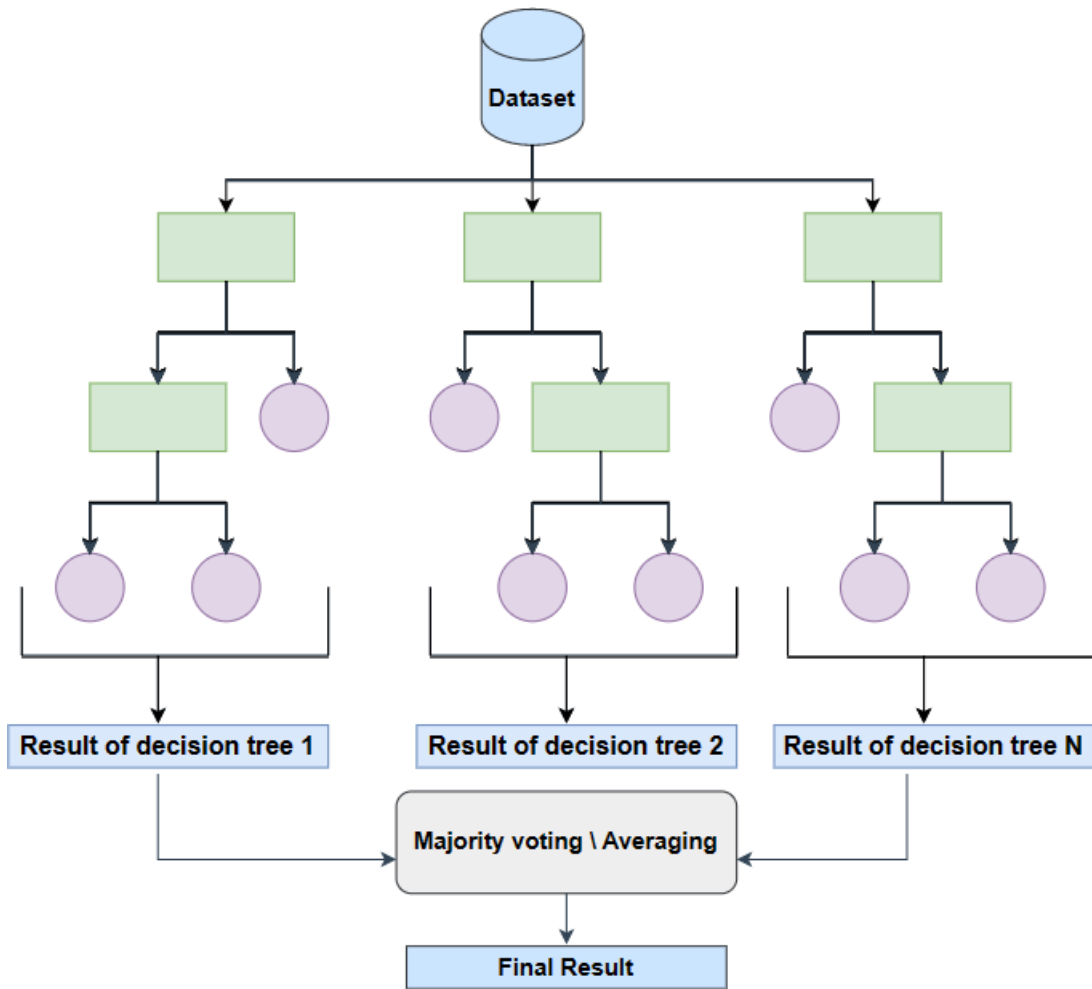 Dataset
Result of decision tree 1
Result of decision tree 2
Result of decision tree N
Majority voting \ Averaging
Final Result